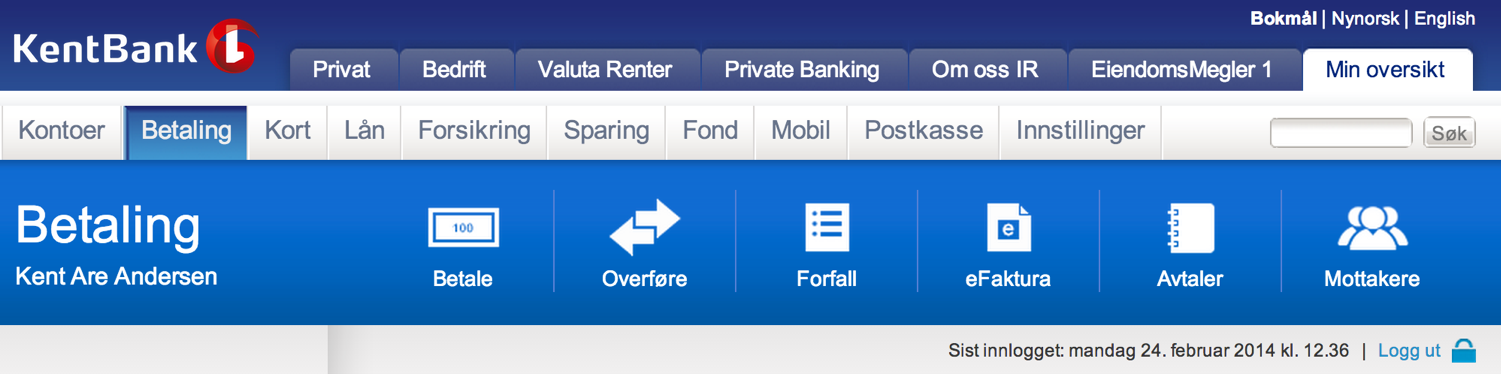 Bokmål | Nynorsk | English
KentBank
Privat Bedrift Valuta Renter Private Banking Om oss IR EiendomsMegler 1 Min oversikt
Kontoer Betaling Kort Lån Forsikring Sparing Fond Mobil Postkasse Innstillinger Søk
Betaling
Kent Are Andersen
100
e
Betale Overføre Forfall eFaktura Avtaler Mottakere
Sist innlogget: mandag 24. februar 2014 kl. 12.36 | Logg ut